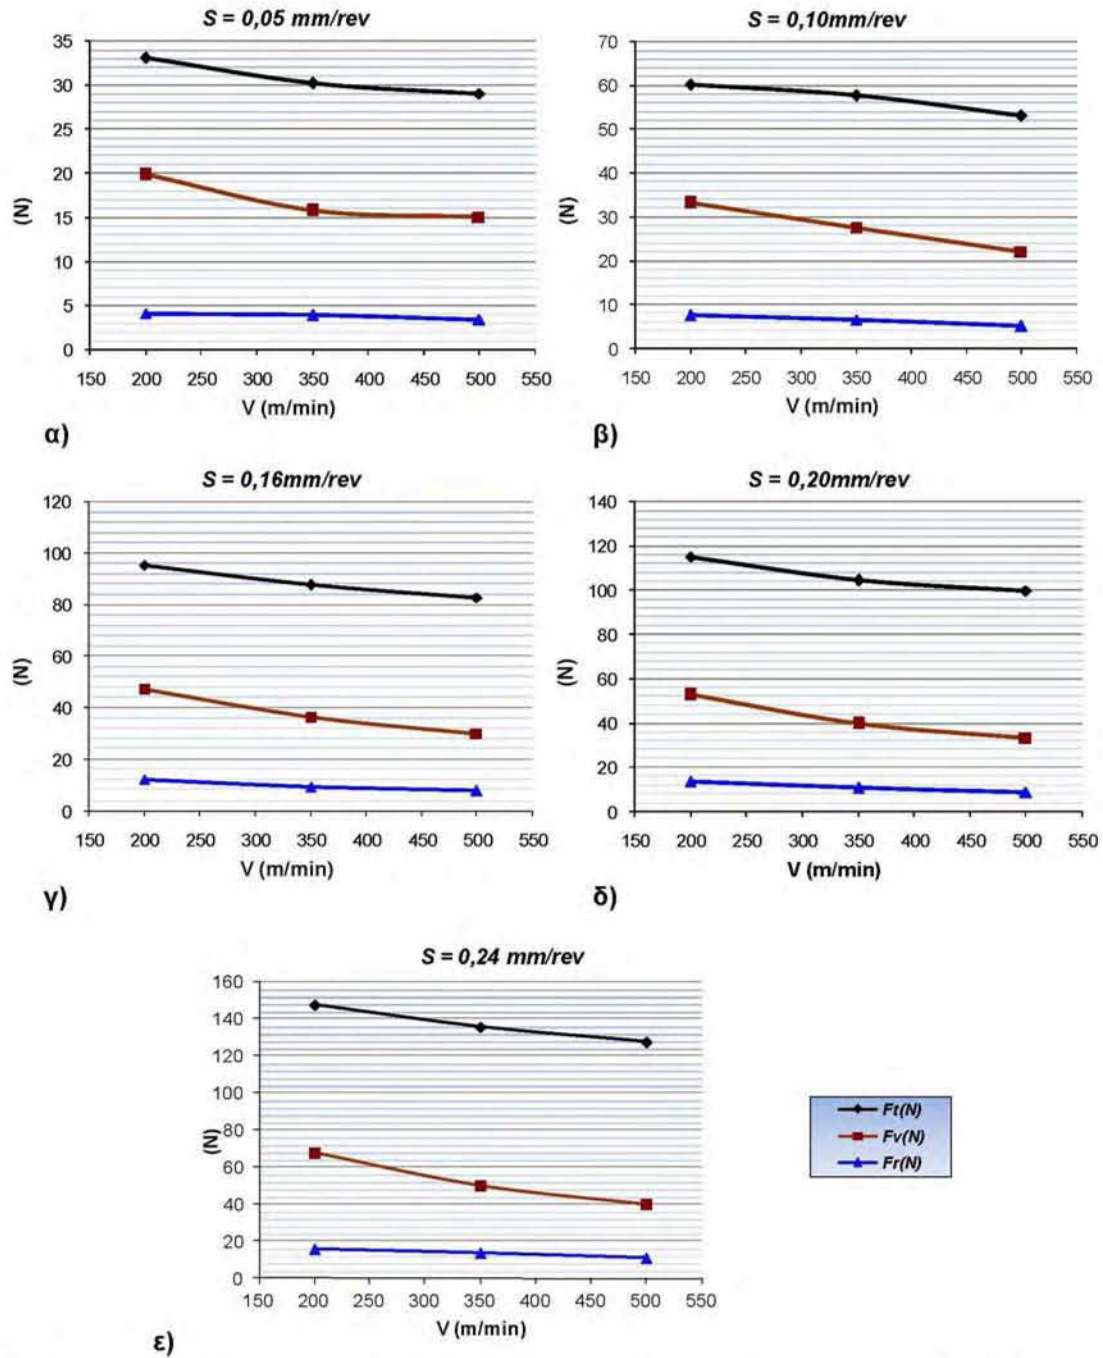 S = 0,05 mm/rev
35
30
25
20
15
10
5
0
(N)
150 200 250 300 350 400 450 500 550
V (m/min)
α)
S = 0,10mm/rev
70
60
50
40
30
20
10
0
(N)
150 200 250 300 350 400 450 500 550
V (m/min)
β)
S = 0,16mm/rev
120
100
80
60
40
20
0
(N)
150 200 250 300 350 400 450 500 550
V (m/min)
γ)
S = 0,20mm/rev
140
120
100
80
60
40
20
0
(N)
150 200 250 300 350 400 450 500 550
V (m/min)
δ)
S = 0,24 mm/rev
160
140
120
100
80
60
40
20
0
(N)
150 200 250 300 350 400 450 500 550
V (m/min)
ε)
Ft(N)
Fv(N)
Fr(N)